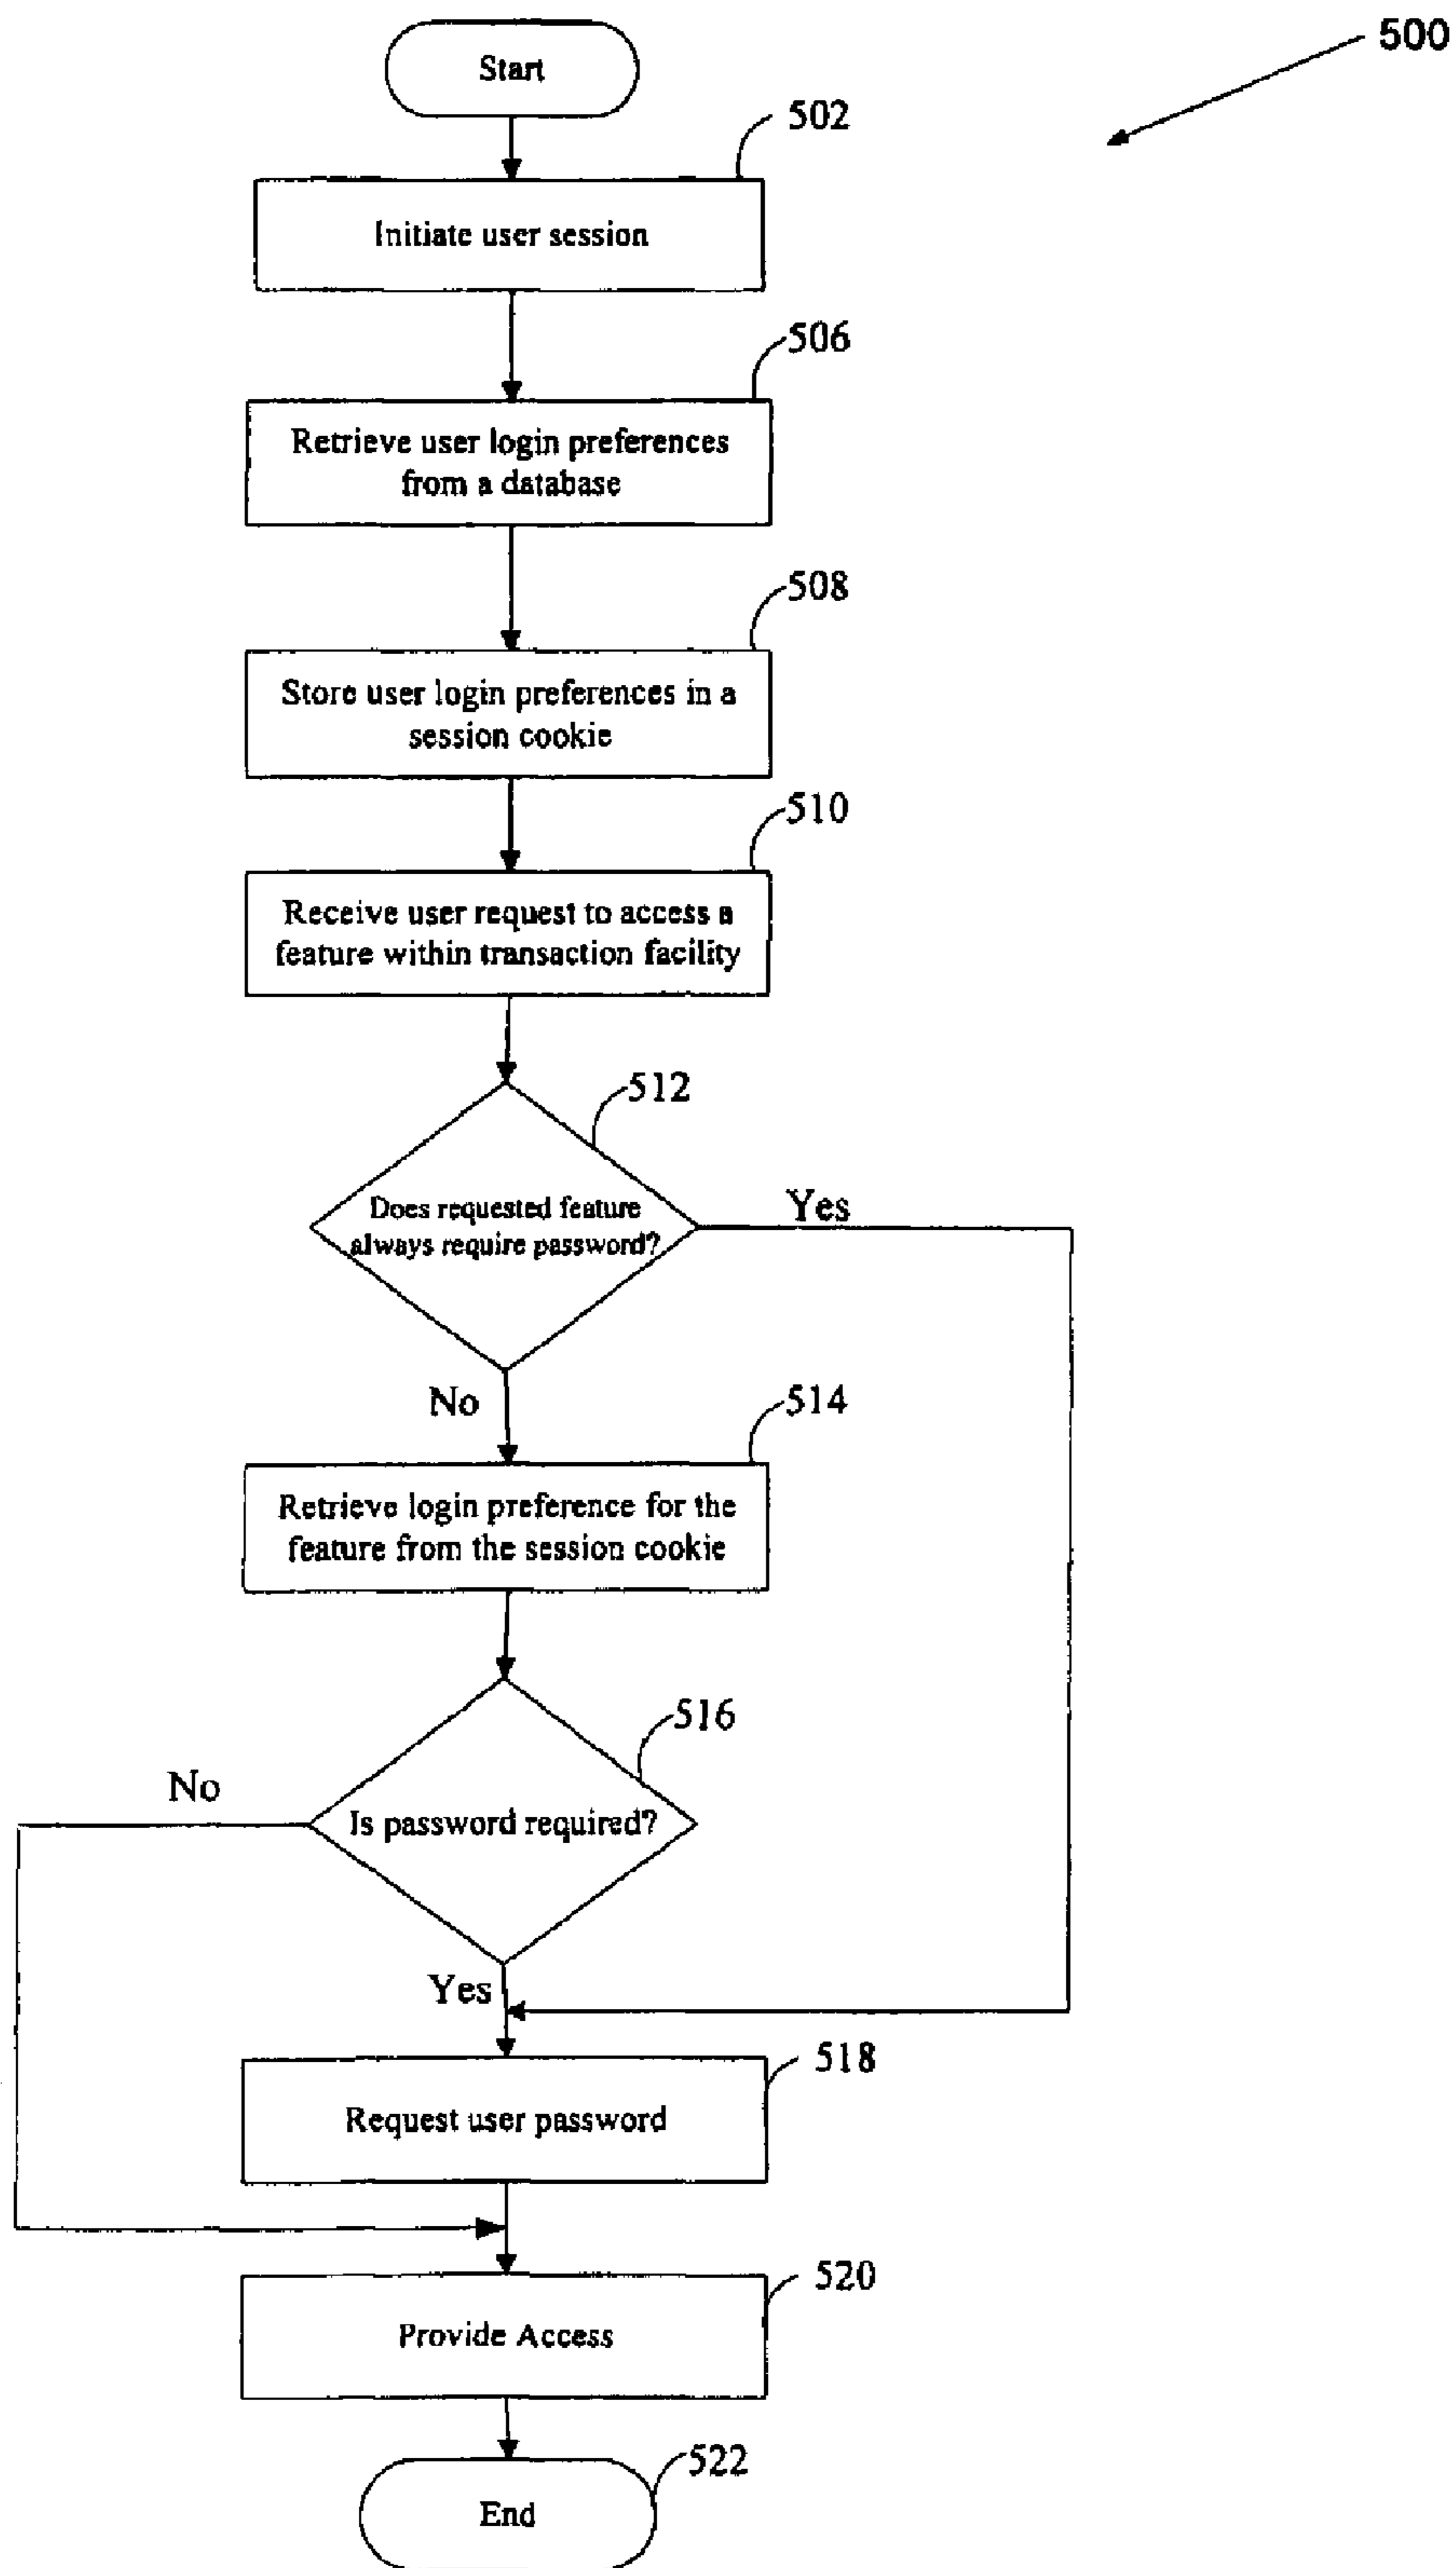 500
Start
502
Initiate user session
506
Retrieve user login preferences
from a database
508
Store user login preferences in a
session cookie
510
Receive user request to access a
feature within transaction facility
512
Does requested feature
always require password?
Yes
No
514
Retrieve login preference for the
feature from the session cookie
516
No
Is password required?
Yes
518
Request user password
520
Provide Access
522
End